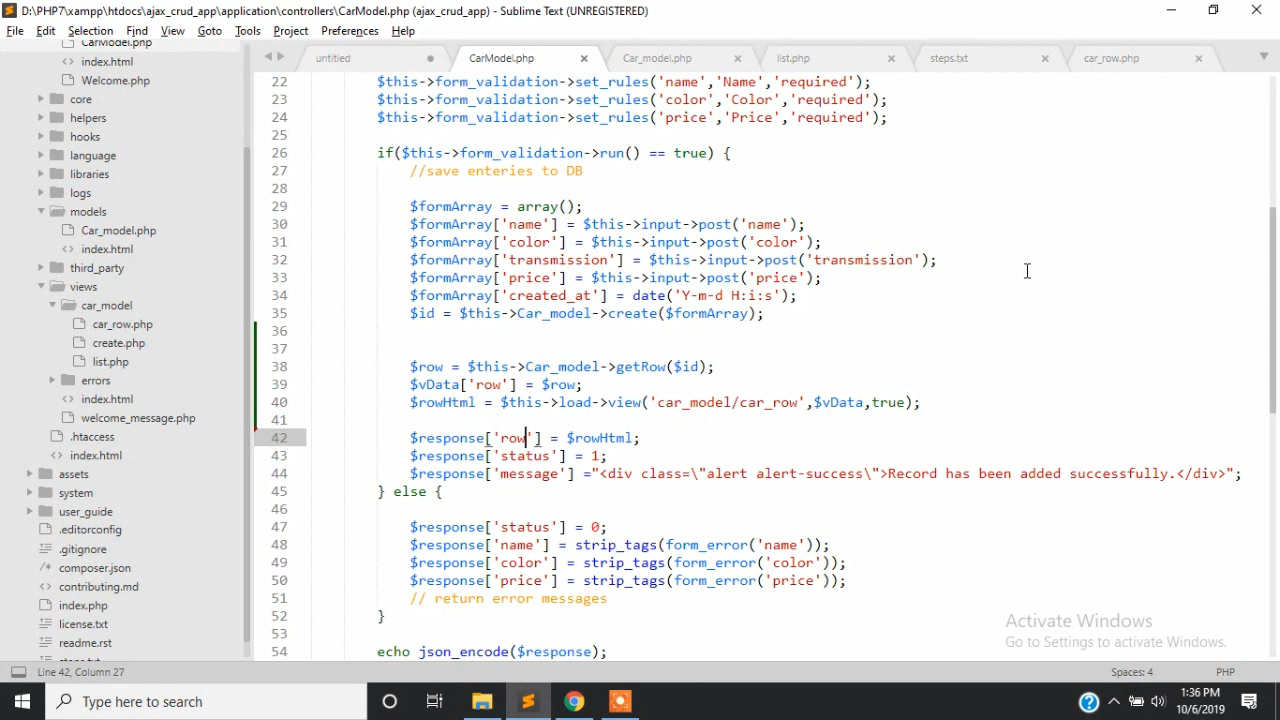 D:\PHP7\xampp\htdocs\ajax_crud_app\application\controllers\CarModel.php (ajax_crud_app) - Sublime Text (UNREGISTERED)
File Edit Selection Find View Goto Tools Project Preferences Help
untitled CarModel.php Car_model.php list.php steps.txt car_row.php
CarModel.php
index.html
Welcome.php
core
helpers
hooks
language
libraries
logs
models
Car_model.php
index.html
third_party
views
car_model
car_row.php
create.php
list.php
errors
index.html
welcome_message.php
.htaccess
index.html
assets
system
user_guide
.editorconfig
.gitignore
composer.json
contributing.md
index.php
license.txt
readme.rst
22 $this->form_validation->set_rules('name','Name','required');
23 $this->form_validation->set_rules('color','Color','required');
24 $this->form_validation->set_rules('price','Price','required');
25
26 if($this->form_validation->run() == true) {
27 //save enteries to DB
28
29 $formArray = array();
30 $formArray['name'] = $this->input->post('name');
31 $formArray['color'] = $this->input->post('color');
32 $formArray['transmission'] = $this->input->post('transmission');
33 $formArray['price'] = $this->input->post('price');
34 $formArray['created_at'] = date('Y-m-d H:i:s');
35 $id = $this->Car_model->create($formArray);
36
37
38 $row = $this->Car_model->getRow($id);
39 $vData['row'] = $row;
40 $rowHtml = $this->load->view('car_model/car_row',$vData,true);
41
42 $response['row'] = $rowHtml;
43 $response['status'] = 1;
44 $response['message'] ="<div class=\"alert alert-success\">Record has been added successfully.</div>";
45 } else {
46
47 $response['status'] = 0;
48 $response['name'] = strip_tags(form_error('name'));
49 $response['color'] = strip_tags(form_error('color'));
50 $response['price'] = strip_tags(form_error('price'));
51 // return error messages
52 }
53
54 echo json_encode($response);
Activate Windows
Go to Settings to activate Windows.
Line 42, Column 27 Spaces: 4 PHP
Type here to search
1:36 PM
10/6/2019